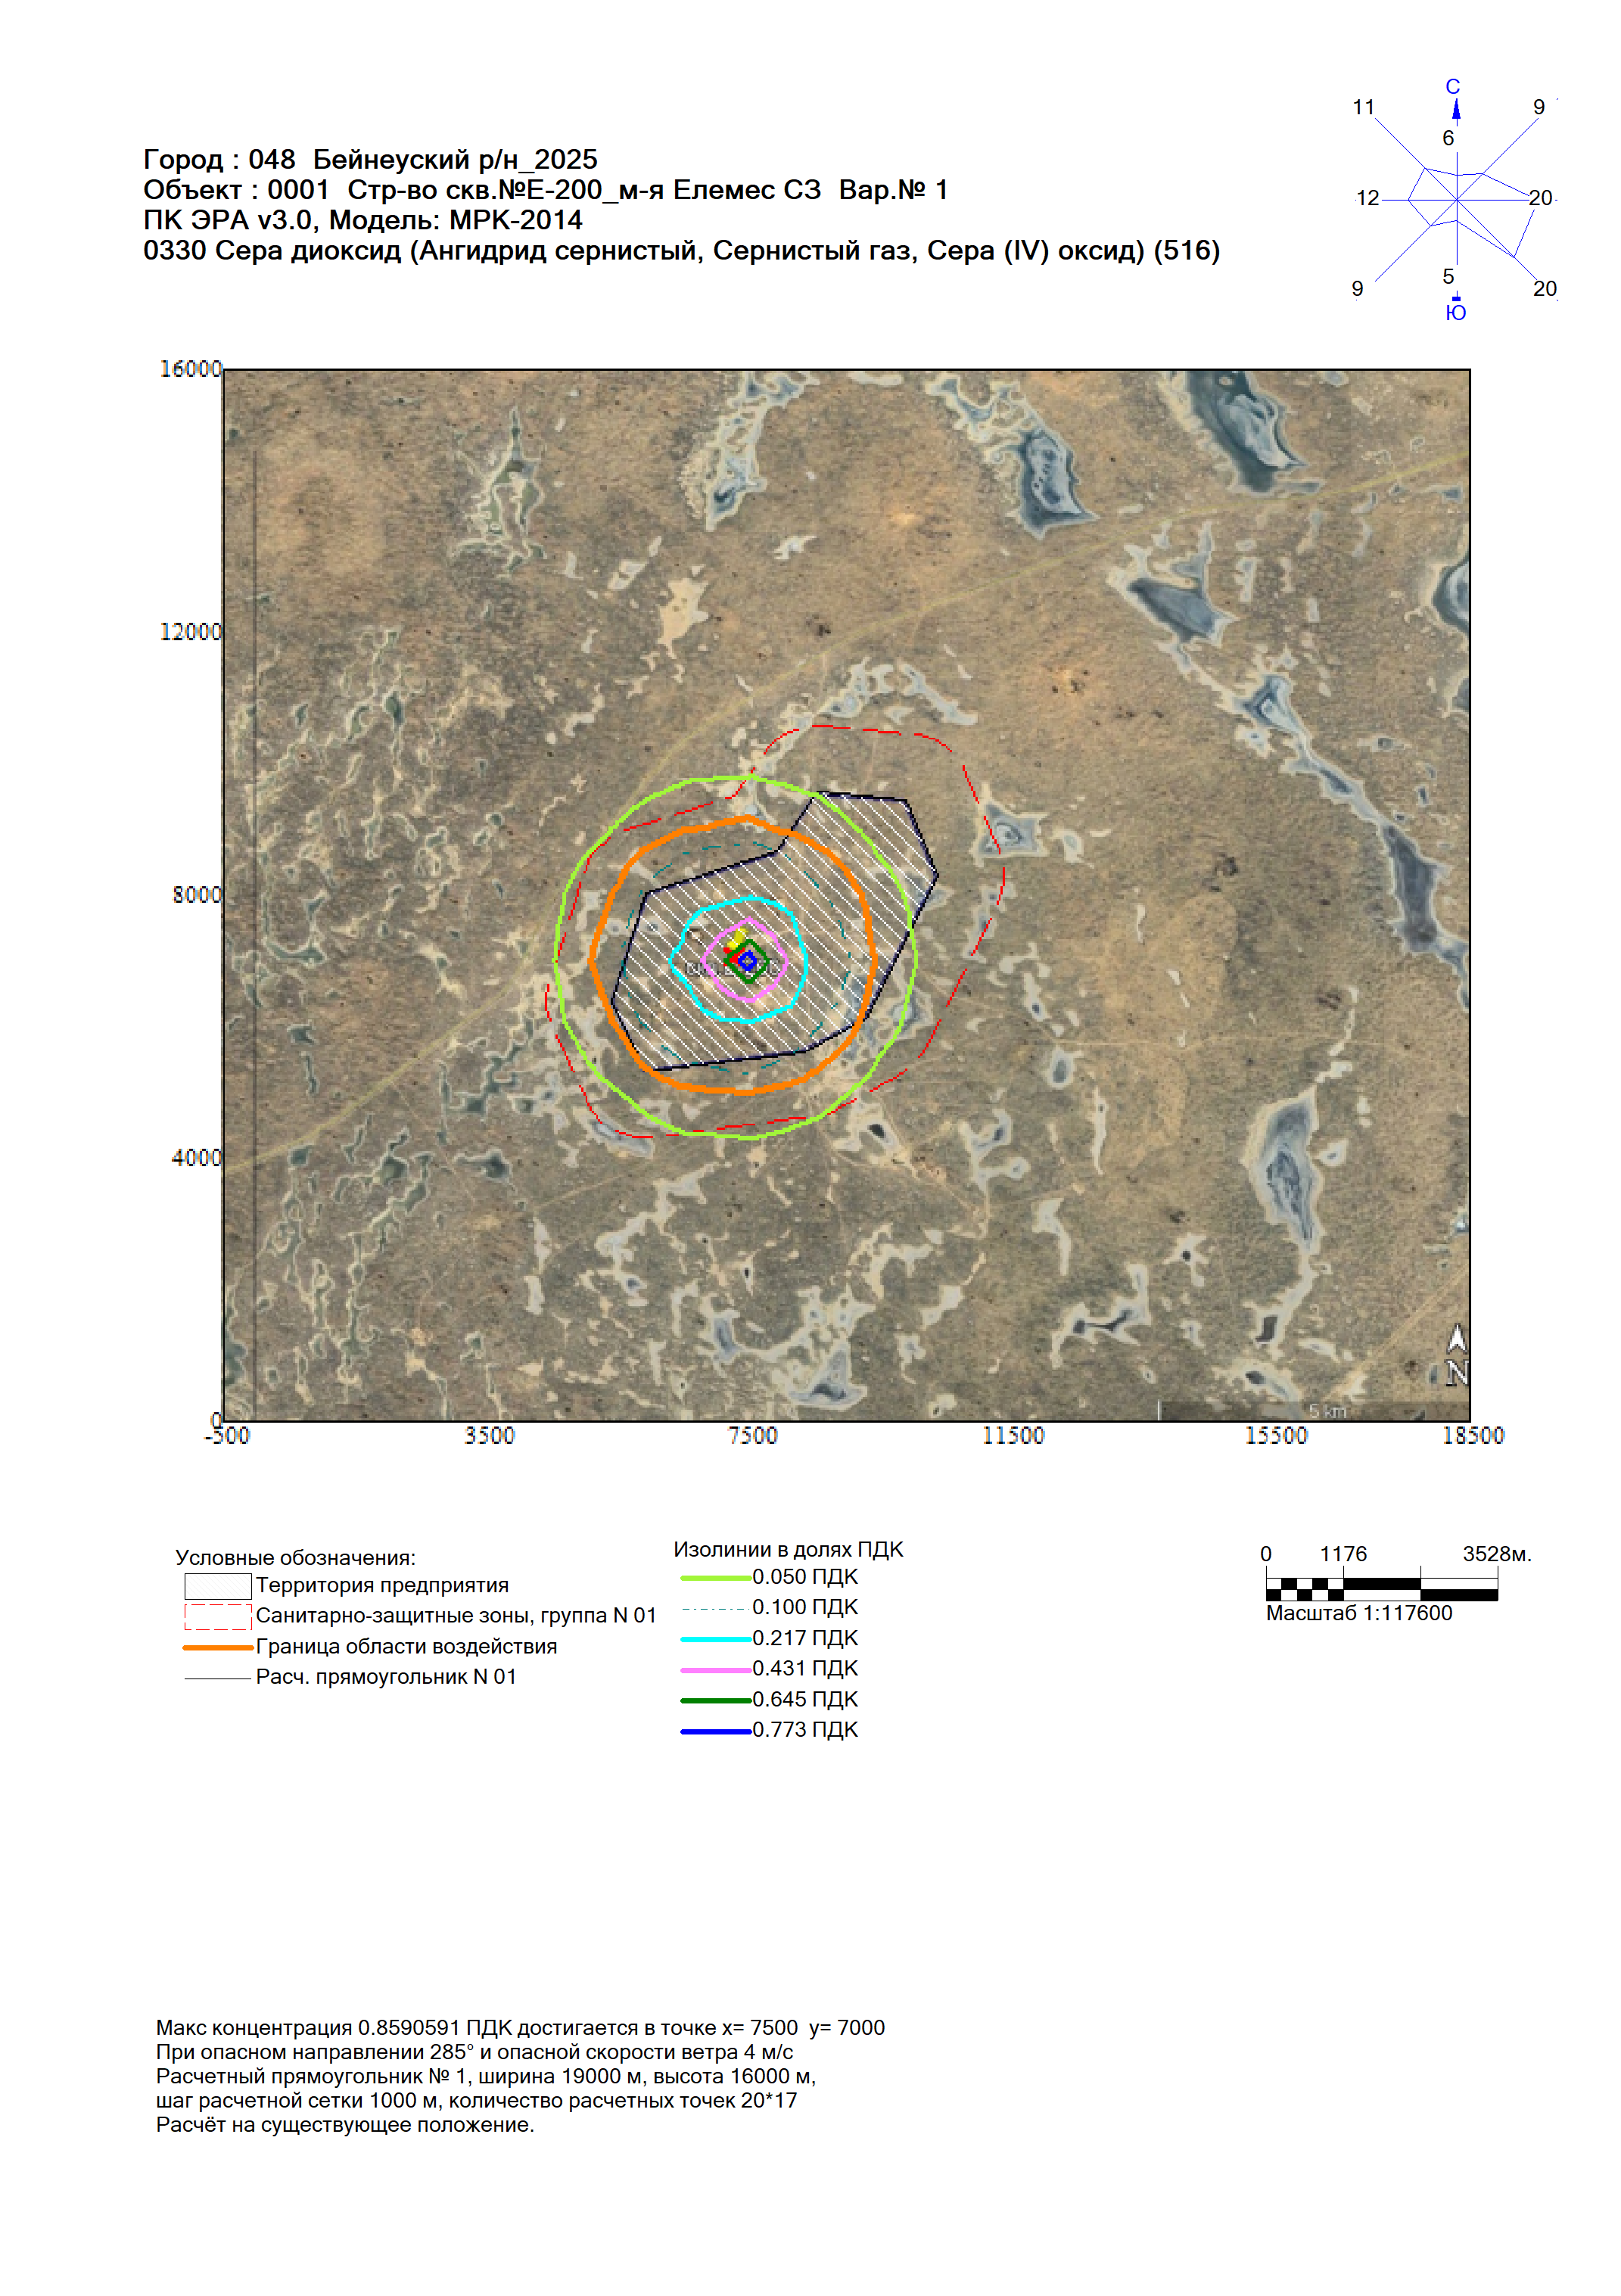 Город : 048 Бейнеуский р/н_2025
Объект : 0001 Стр-во скв.№Е-200_м-я Елемес СЗ Вар.№ 1
ПК ЭРА v3.0, Модель: МРК-2014
0330 Сера диоксид (Ангидрид сернистый, Сернистый газ, Сера (IV) оксид) (516)
С
11
9
6
12
20
5
9
20
Ю
16000
12000
8000
4000
0
-500
3500
7500
11500
15500
18500
N
5 km
Условные обозначения:
Территория предприятия
Санитарно-защитные зоны, группа N 01
Граница области воздействия
Расч. прямоугольник N 01
Изолинии в долях ПДК
0.050 ПДК
0.100 ПДК
0.217 ПДК
0.431 ПДК
0.645 ПДК
0.773 ПДК
0 1176 3528м.
Масштаб 1:117600
Макс концентрация 0.8590591 ПДК достигается в точке x= 7500 y= 7000
При опасном направлении 285° и опасной скорости ветра 4 м/с
Расчетный прямоугольник № 1, ширина 19000 м, высота 16000 м,
шаг расчетной сетки 1000 м, количество расчетных точек 20*17
Расчёт на существующее положение.